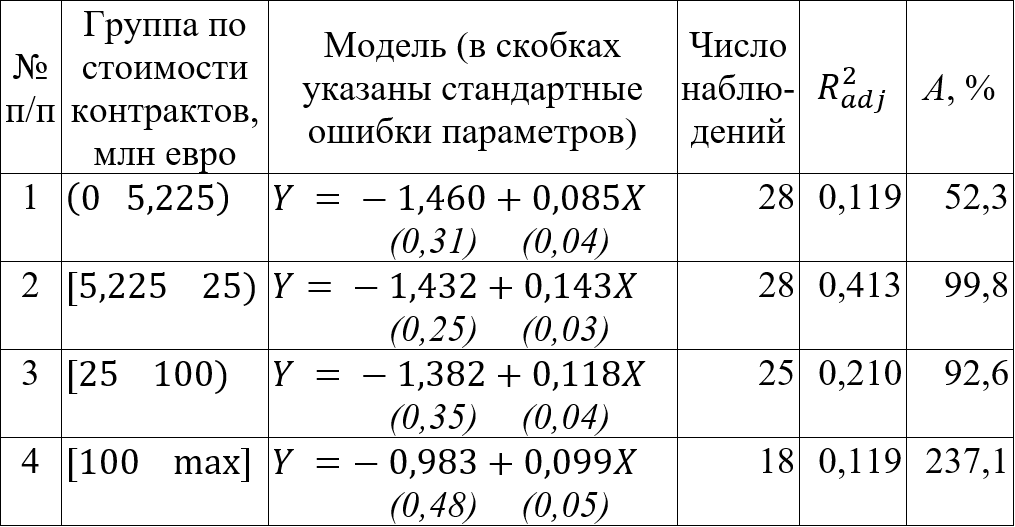 № п/п | Группа по стоимости контрактов, млн евро | Модель (в скобках указаны стандартные ошибки параметров) | Число наблю-дений | R²adj | A, %
1 | (0 5,225) | Y = − 1,460 + 0,085X | 28 | 0,119 | 52,3
(0,31) (0,04)
2 | [5,225 25) | Y = − 1,432 + 0,143X | 28 | 0,413 | 99,8
(0,25) (0,03)
3 | [25 100) | Y = − 1,382 + 0,118X | 25 | 0,210 | 92,6
(0,35) (0,04)
4 | [100 max] | Y = − 0,983 + 0,099X | 18 | 0,119 | 237,1
(0,48) (0,05)